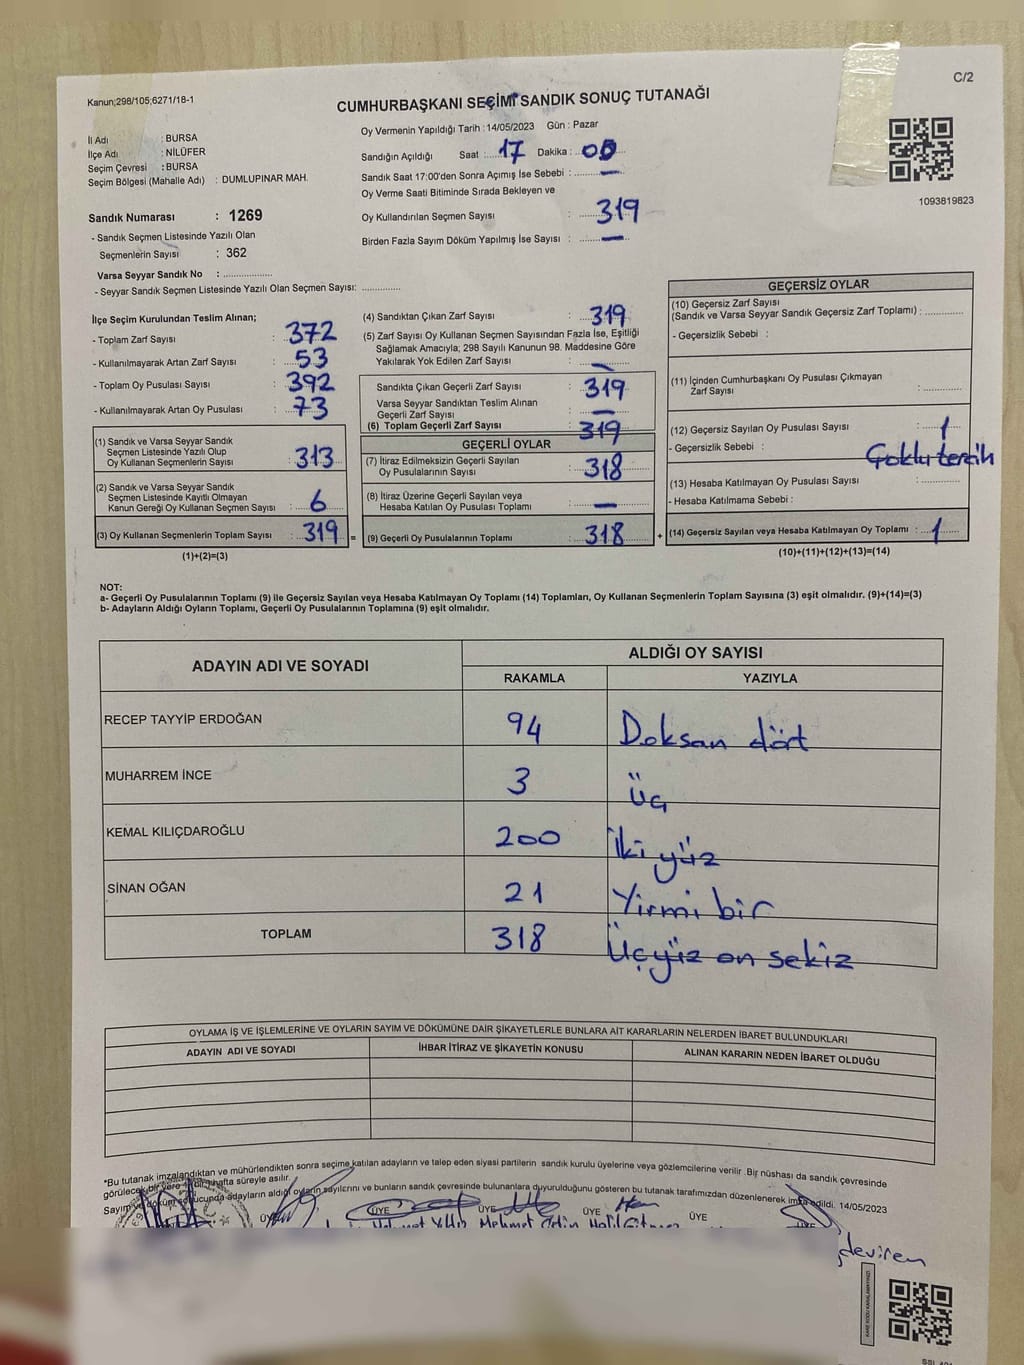 Kanun;298/105;6271/18-1
C/2
CUMHURBAŞKANI SEÇİMİ SANDIK SONUÇ TUTANAĞI
İl Adı : BURSA
İlçe Adı : NİLÜFER
Seçim Çevresi : BURSA
Seçim Bölgesi (Mahalle Adı) : DUMLUPINAR MAH.
Sandık Numarası : 1269
- Sandık Seçmen Listesinde Yazılı Olan
Seçmenlerin Sayısı : 362
Varsa Seyyar Sandık No : ..................
- Seyyar Sandık Seçmen Listesinde Yazılı Olan Seçmen Sayısı: ..............
Oy Vermenin Yapıldığı Tarih : 14/05/2023 Gün : Pazar
Sandığın Açıldığı Saat : 17 Dakika : 00
Sandık Saat 17:00'den Sonra Açımış İse Sebebi : —
Oy Verme Saati Bitiminde Sırada Bekleyen ve
Oy Kullandırılan Seçmen Sayısı : 319
Birden Fazla Sayım Döküm Yapılmış İse Sayısı : —
1093819823
İlçe Seçim Kurulundan Teslim Alınan;
- Toplam Zarf Sayısı : 372
- Kullanılmayarak Artan Zarf Sayısı : 53
- Toplam Oy Pusulası Sayısı : 392
- Kullanılmayarak Artan Oy Pusulası : 73
(1) Sandık ve Varsa Seyyar Sandık
Seçmen Listesinde Yazılı Olup
Oy Kullanan Seçmenlerin Sayısı : 313
(2) Sandık ve Varsa Seyyar Sandık
Seçmen Listesinde Kayıtlı Olmayan
Kanun Gereği Oy Kullanan Seçmen Sayısı : 6
(3) Oy Kullanan Seçmenlerin Toplam Sayısı : 319 =
(1)+(2)=(3)
(4) Sandıktan Çıkan Zarf Sayısı : 319
(5) Zarf Sayısı Oy Kullanan Seçmen Sayısından Fazla İse, Eşitliği
Sağlamak Amacıyla; 298 Sayılı Kanunun 98. Maddesine Göre
Yakılarak Yok Edilen Zarf Sayısı : —
Sandıkta Çıkan Geçerli Zarf Sayısı : 319
Varsa Seyyar Sandıktan Teslim Alınan
Geçerli Zarf Sayısı : —
(6) Toplam Geçerli Zarf Sayısı : 319
GEÇERLİ OYLAR
(7) İtiraz Edilmeksizin Geçerli Sayılan
Oy Pusulalarının Sayısı : 318
(8) İtiraz Üzerine Geçerli Sayılan veya
Hesaba Katılan Oy Pusulası Toplamı : —
(9) Geçerli Oy Pusulalarının Toplamı : 318 +
GEÇERSİZ OYLAR
(10) Geçersiz Zarf Sayısı
(Sandık ve Varsa Seyyar Sandık Geçersiz Zarf Toplamı) : ............
- Geçersizlik Sebebi :
(11) İçinden Cumhurbaşkanı Oy Pusulası Çıkmayan
Zarf Sayısı : ............
(12) Geçersiz Sayılan Oy Pusulası Sayısı : 1
- Geçersizlik Sebebi : Çoklu tercih
(13) Hesaba Katılmayan Oy Pusulası Sayısı : ............
- Hesaba Katılmama Sebebi :
(14) Geçersiz Sayılan veya Hesaba Katılmayan Oy Toplamı : 1
(10)+(11)+(12)+(13)=(14)
NOT:
a- Geçerli Oy Pusulalarının Toplamı (9) ile Geçersiz Sayılan veya Hesaba Katılmayan Oy Toplamı (14) Toplamları, Oy Kullanan Seçmenlerin Toplam Sayısına (3) eşit olmalıdır. (9)+(14)=(3)
b- Adayların Aldığı Oyların Toplamı, Geçerli Oy Pusulalarının Toplamına (9) eşit olmalıdır.
ADAYIN ADI VE SOYADI ALDIĞI OY SAYISI
RAKAMLA YAZIYLA
RECEP TAYYİP ERDOĞAN 94 Doksan dört
MUHARREM İNCE 3 Üç
KEMAL KILIÇDAROĞLU 200 İki yüz
SİNAN OĞAN 21 Yirmi bir
TOPLAM 318 Üçyüz on sekiz
OYLAMA İŞ VE İŞLEMLERİNE VE OYLARIN SAYIM VE DÖKÜMÜNE DAİR ŞİKAYETLERLE BUNLARA AİT KARARLARIN NELERDEN İBARET BULUNDUKLARI
ADAYIN ADI VE SOYADI İHBAR İTİRAZ VE ŞİKAYETİN KONUSU ALINAN KARARIN NEDEN İBARET OLDUĞU
*Bu tutanak imzalandıktan ve mühürlendikten sonra seçime katılan adayların ve talep eden siyasi partilerin sandık kurulu üyelerine veya gözlemcilerine verilir. Bir nüshası da sandık çevresinde
görülecek bir yere 1 bir hafta süreyle asılır.
Sayım ve döküm sonucunda adayların aldığı oyların sayılarını ve bunların sandık çevresinde bulunanlara duyurulduğunu gösteren bu tutanak tarafımızdan düzenlenerek imza edildi. 14/05/2023
ÜYE ÜYE ÜYE ÜYE ÜYE
Mehmet
deviren